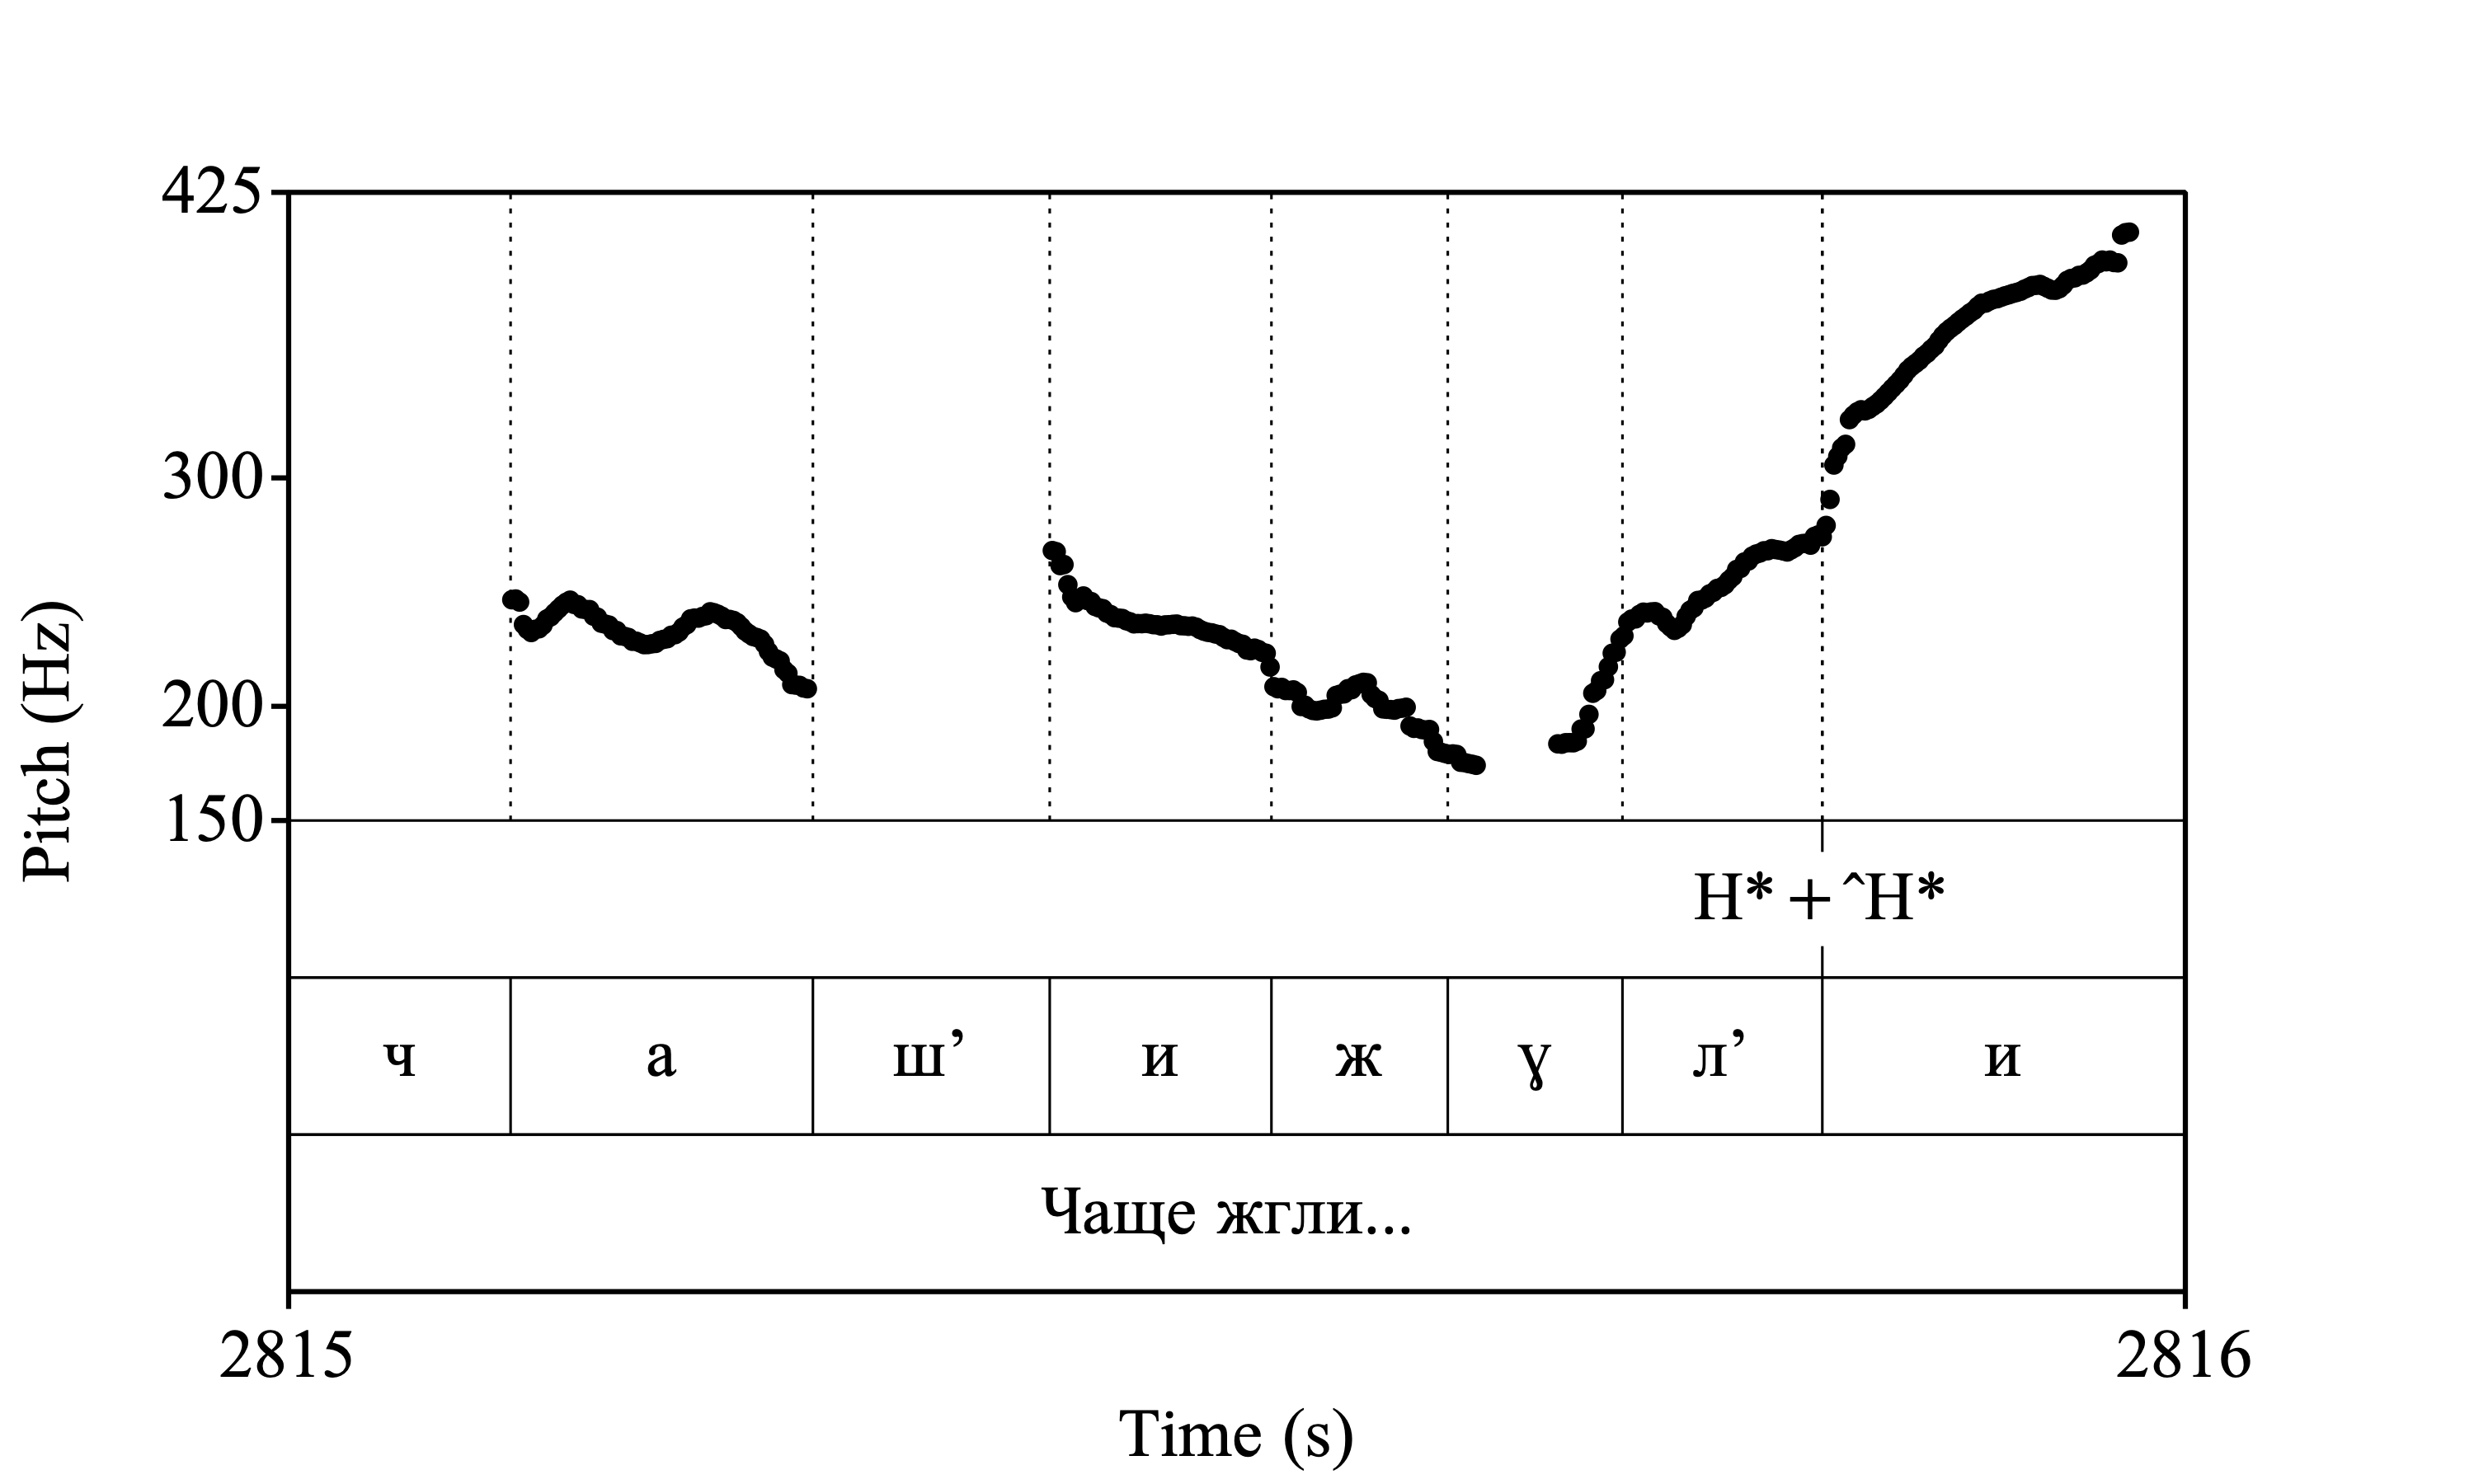 425
300
200
150
Pitch (Hz)
H* + ^H*
ч а ш’ и ж ɣ л’ и
Чаще жгли...
2815 2816
Time (s)